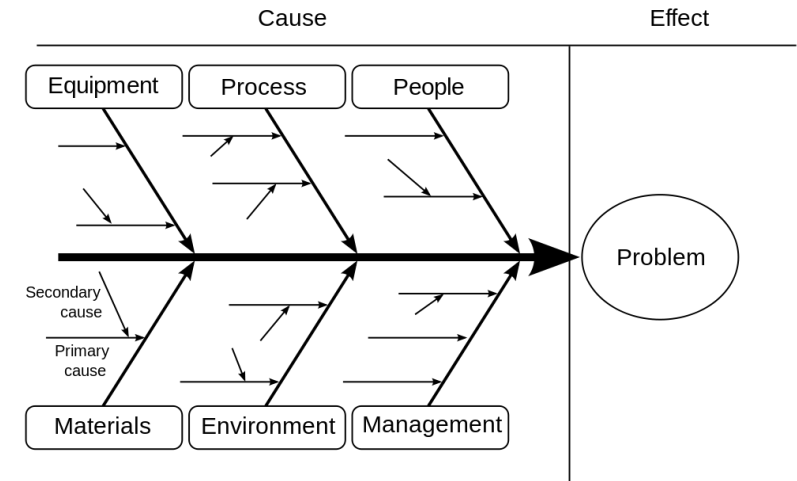 Cause
Effect
Equipment
Process
People
Problem
Secondary
cause
Primary
cause
Materials
Environment
Management